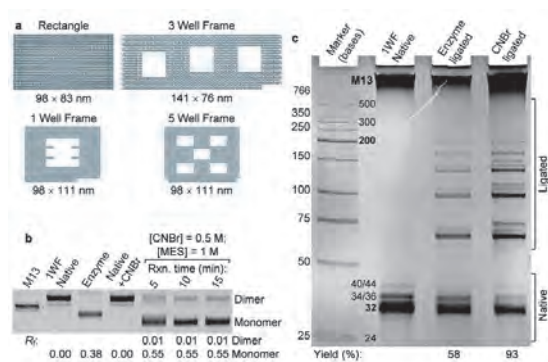 a
Rectangle
3 Well Frame
98 × 83 nm
141 × 76 nm
1 Well Frame
5 Well Frame
98 × 111 nm
98 × 111 nm
b
[CNBr] = 0.5 M;
[MES] = 1 M
Rxn. time (min):
M13
1WF
Native
Enzyme
Native
+CNBr
5
10
15
Dimer
Monomer
Rf:
0.01 0.01 0.01 Dimer
0.00 0.38 0.00 0.55 0.55 0.55 Monomer
c
Marker
(bases)
1WF
Native
Enzyme
ligated
CNBr
ligated
M13
766
500
350
300
250
200
150
100
75
50
40/44
34/36
32
25
24
Ligated
Native
Yield (%): 58 93